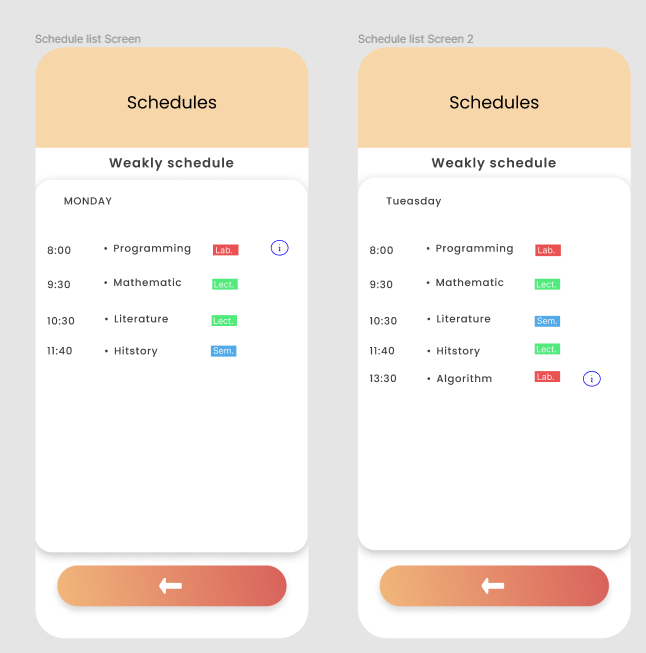 Schedule list Screen
Schedules
Weakly schedule
MONDAY
8:00 • Programming Lab. i
9:30 • Mathematic Lect.
10:30 • Literature Lect.
11:40 • Hitstory Sem.
Schedule list Screen 2
Schedules
Weakly schedule
Tueasday
8:00 • Programming Lab.
9:30 • Mathematic Lect.
10:30 • Literature Sem.
11:40 • Hitstory Lect.
13:30 • Algorithm Lab. i